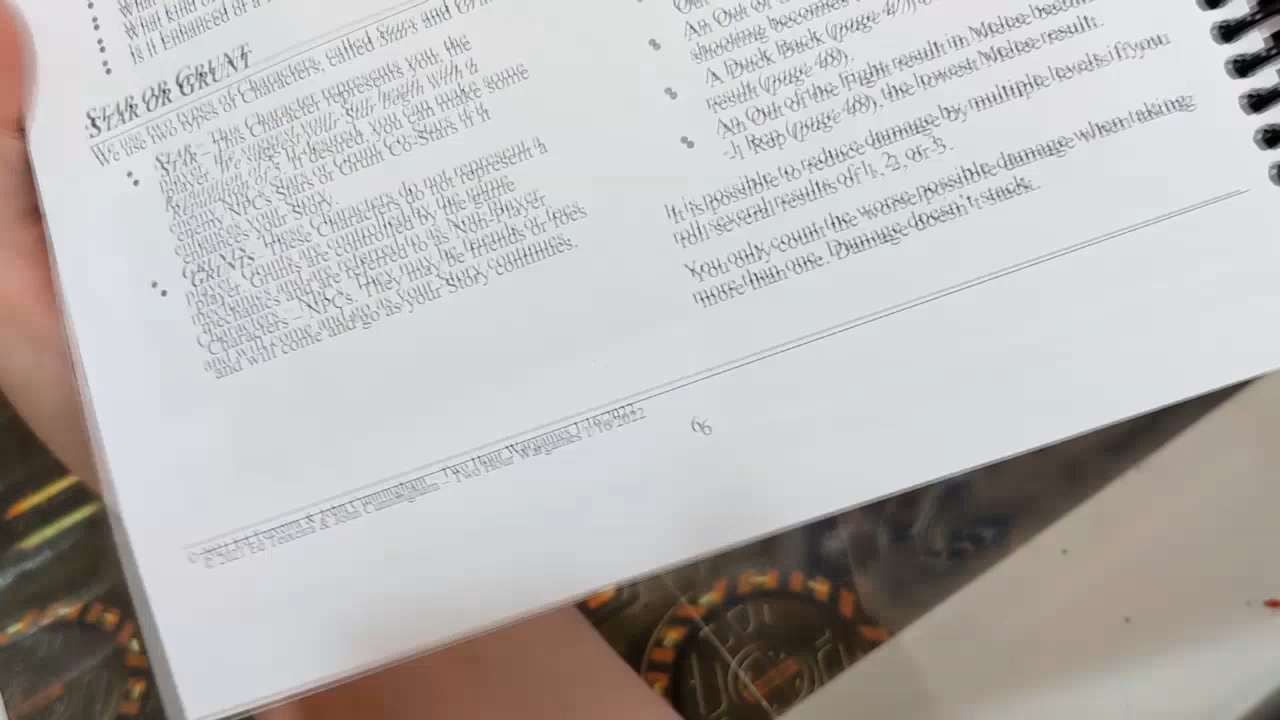 What kind of
Is it Enhanced or a
STAR OR GRUNT
We use two types of Characters, called Stars and Grunts
STAR – This Character represents you, the
player. We suggest your Star begin with a
Reputation of 5. If desired, you can make some
enemy NPCs Stars or Grunt Co-Stars if it
enhances your Story.
GRUNTS – These Characters do not represent a
player. Grunts are controlled by the game
mechanics and are referred to as Non-Player
Characters – NPCs. They may be friends or foes
and will come and go as your Story continues.
An Out of
shooting becomes
A Duck Back (page 47),
result (page 48).
An Out of the Fight result in Melee becomes
-1 Rep (page 48), the lowest Melee result.
It is possible to reduce damage by multiple levels if you
roll several results of 1, 2, or 3.
You only count the worse possible damage when taking
more than one. Damage doesn't stack.
© 2021 Ed Teixeira & John Cunningham – Two Hour Wargames 1/16/2022